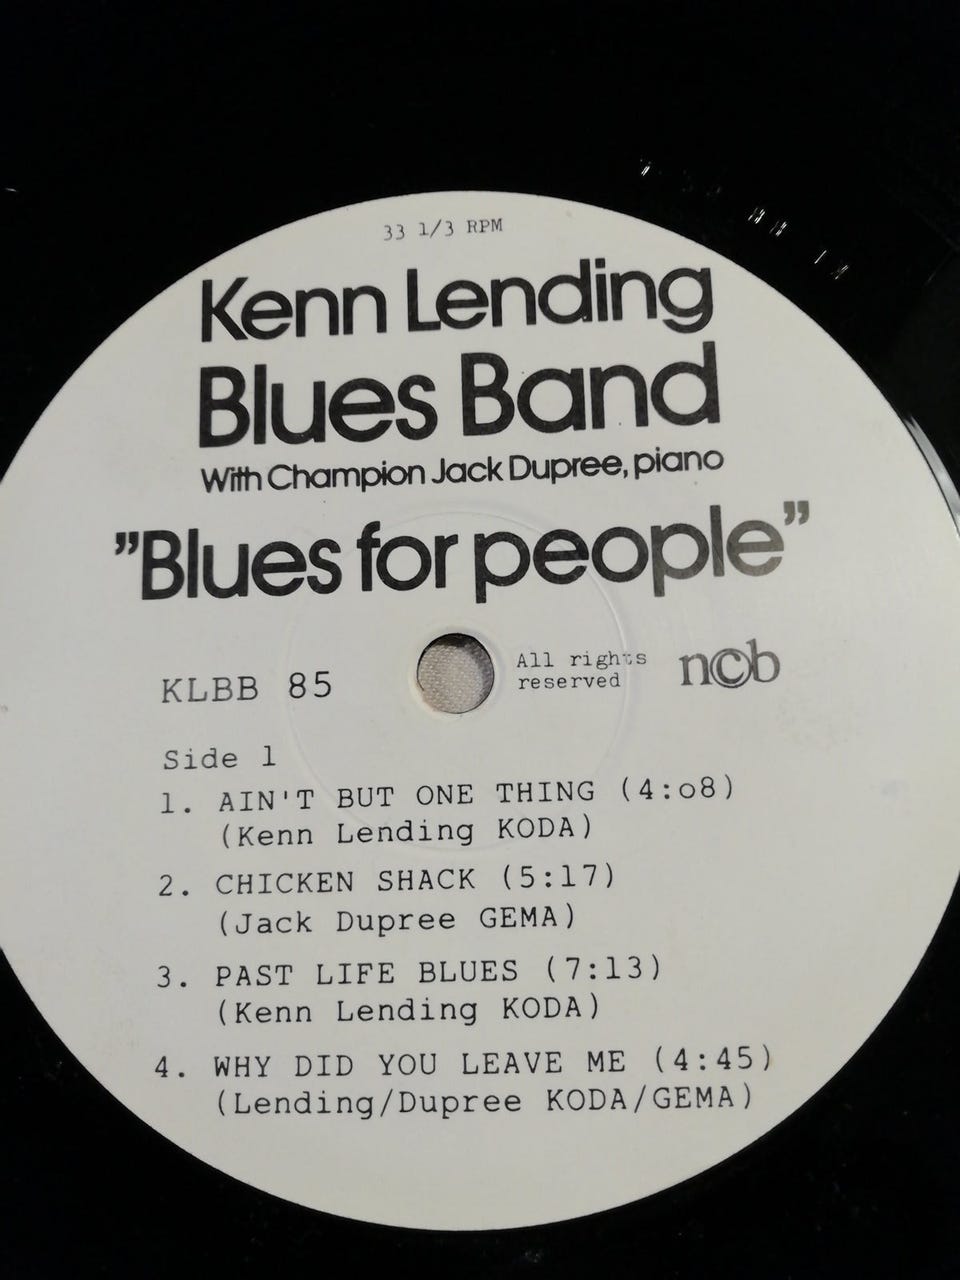 33 1/3 RPM
Kenn Lending
Blues Band
With Champion Jack Dupree, piano
"Blues for people"
KLBB 85
All rights
reserved
n©b
Side 1
1. AIN'T BUT ONE THING (4:o8)
(Kenn Lending KODA)
2. CHICKEN SHACK (5:17)
(Jack Dupree GEMA)
3. PAST LIFE BLUES (7:13)
(Kenn Lending KODA)
4. WHY DID YOU LEAVE ME (4:45)
(Lending/Dupree KODA/GEMA)